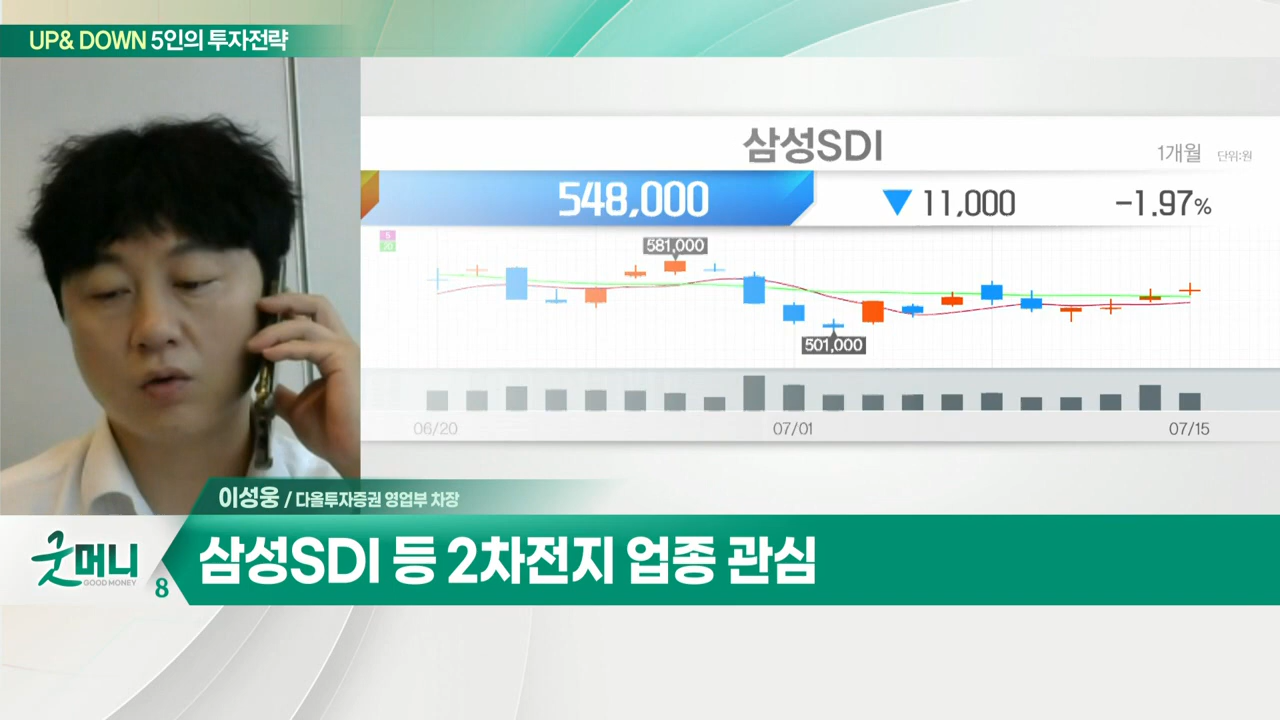 UP& DOWN 5인의 투자전략
삼성SDI
1개월 단위:원
548,000 ▼ 11,000 -1.97%
5
20
581,000
501,000
06/20 07/01 07/15
이성웅 / 다올투자증권 영업부 차장
굿머니
GOOD MONEY
8
삼성SDI 등 2차전지 업종 관심